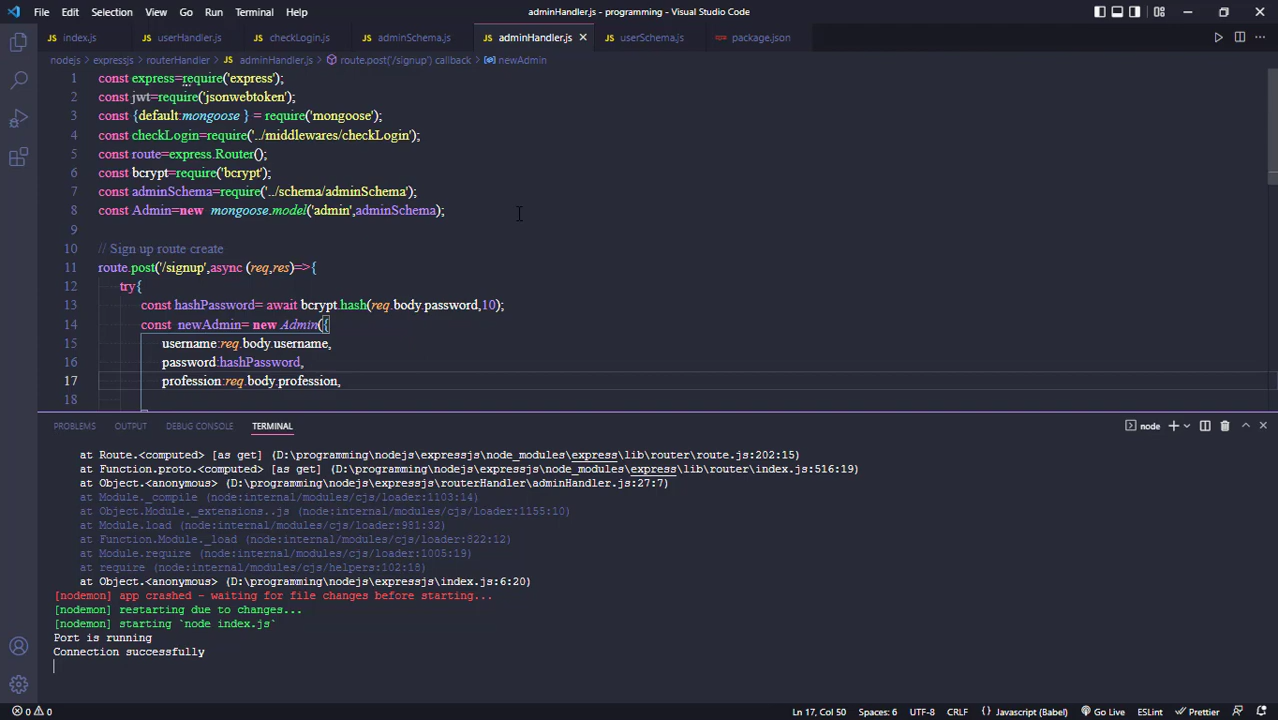 File Edit Selection View Go Run Terminal Help adminHandler.js - programming - Visual Studio Code
JS index.js JS userHandler.js JS checkLogin.js JS adminSchema.js JS adminHandler.js JS userSchema.js package.json
nodejs > expressjs > routerHandler > JS adminHandler.js > route.post('/signup') callback > newAdmin
1 const express=require('express');
2 const jwt=require('jsonwebtoken');
3 const {default:mongoose } = require('mongoose');
4 const checkLogin=require('../middlewares/checkLogin');
5 const route=express.Router();
6 const bcrypt=require('bcrypt');
7 const adminSchema=require('../schema/adminSchema');
8 const Admin=new mongoose.model('admin',adminSchema);
9
10 // Sign up route create
11 route.post('/signup',async (req,res)=>{
12 try{
13 const hashPassword= await bcrypt.hash(req.body.password,10);
14 const newAdmin= new Admin({
15 username:req.body.username,
16 password:hashPassword,
17 profession:req.body.profession,
18
PROBLEMS OUTPUT DEBUG CONSOLE TERMINAL node
at Route.<computed> [as get] (D:\programming\nodejs\expressjs\node_modules\express\lib\router\route.js:202:15)
at Function.proto.<computed> [as get] (D:\programming\nodejs\expressjs\node_modules\express\lib\router\index.js:516:19)
at Object.<anonymous> (D:\programming\nodejs\expressjs\routerHandler\adminHandler.js:27:7)
at Module._compile (node:internal/modules/cjs/loader:1103:14)
at Object.Module._extensions..js (node:internal/modules/cjs/loader:1155:10)
at Module.load (node:internal/modules/cjs/loader:981:32)
at Function.Module._load (node:internal/modules/cjs/loader:822:12)
at Module.require (node:internal/modules/cjs/loader:1005:19)
at require (node:internal/modules/cjs/helpers:102:18)
at Object.<anonymous> (D:\programming\nodejs\expressjs\index.js:6:20)
[nodemon] app crashed - waiting for file changes before starting...
[nodemon] restarting due to changes...
[nodemon] starting `node index.js`
Port is running
Connection successfully
0 0 Ln 17, Col 50 Spaces: 6 UTF-8 CRLF {} Javascript (Babel) Go Live ESLint Prettier